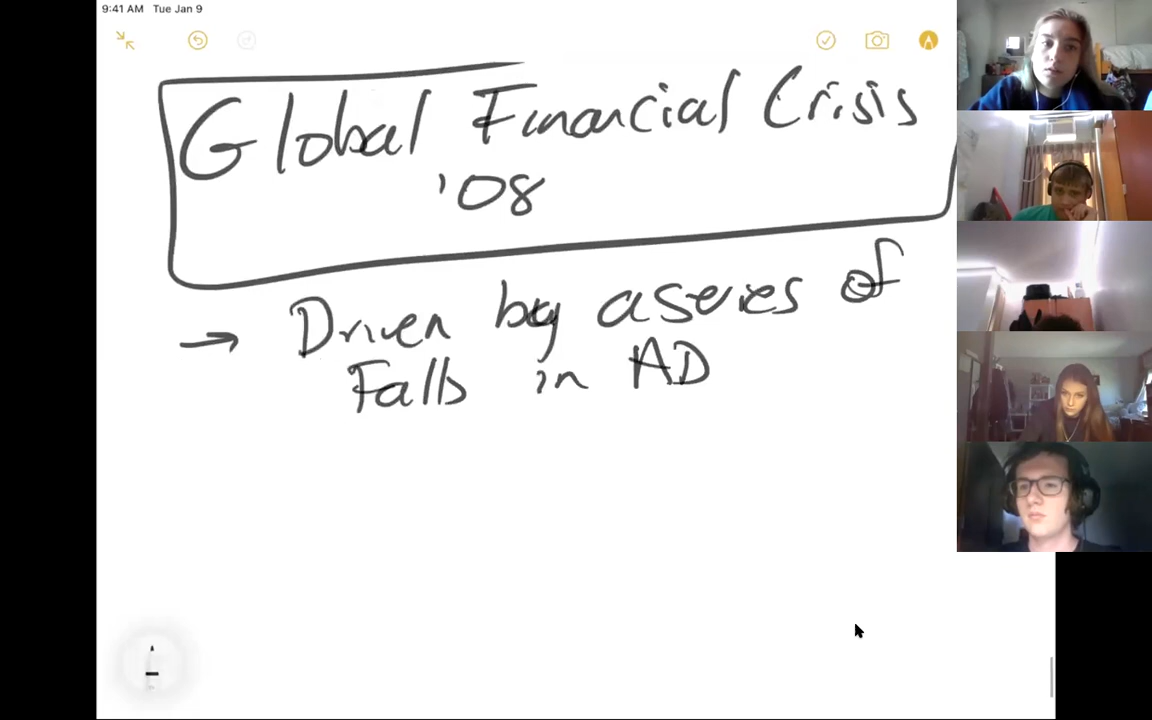 9:41 AM Tue Jan 9
Global Financial Crisis
'08
→ Driven by a series of
Falls in AD